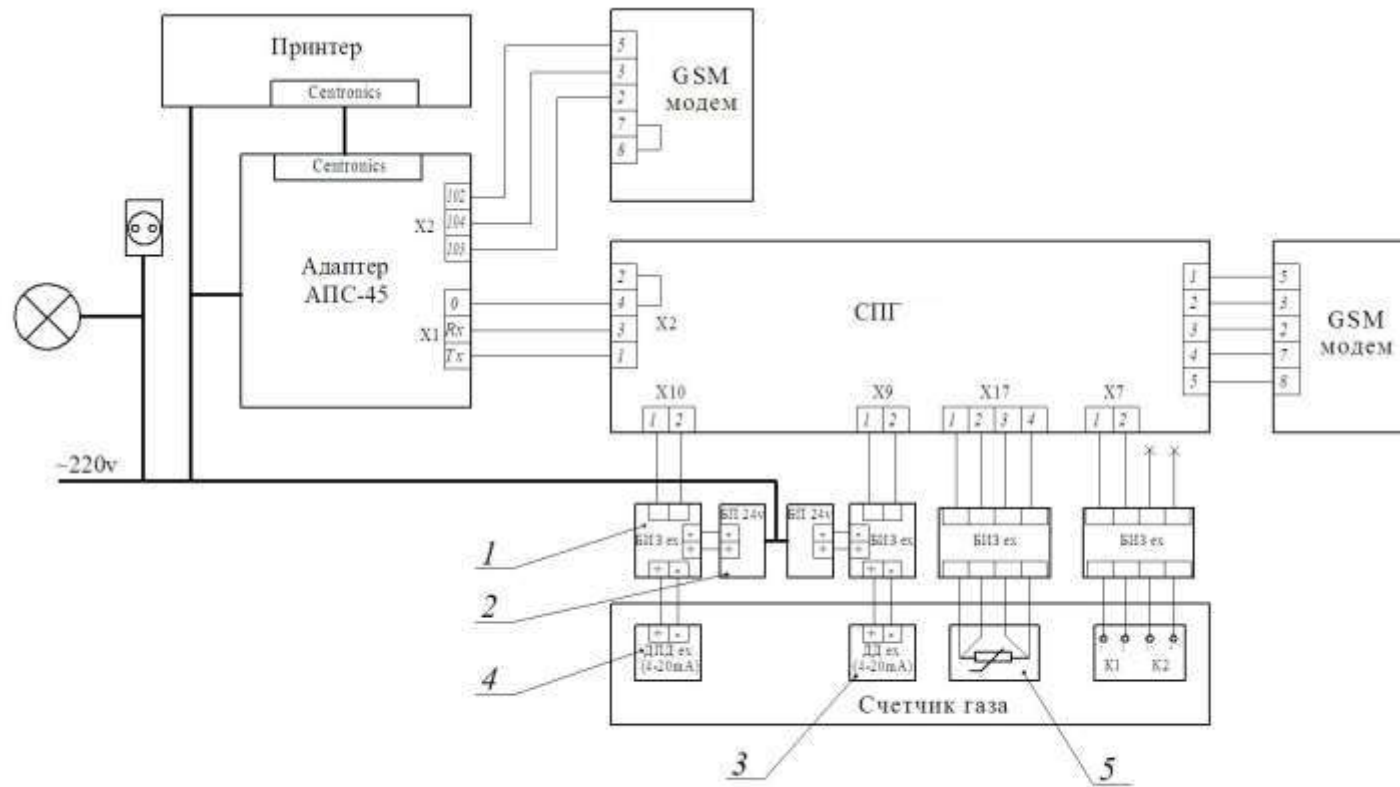 Принтер
Centronics
Centronics
102
104
103
X2
Адаптер
АПС-45
0
Rx
Tx
X1
5
3
2
7
8
GSM
модем
2
4
3
1
X2
СПГ
1
2
3
4
5
5
3
2
7
8
GSM
модем
X10
1 2
X9
1 2
X17
1 2 3 4
X7
1 2
~220v
БИЗ ex
- +
+ -
БП 24v
- +
БП 24v
- +
БИЗ ex
- +
+ -
БИЗ ex
БИЗ ex
1
2
+ -
ДПД ex
(4-20mA)
+ -
ДД ex
(4-20mA)
K1 K2
4
Счетчик газа
3
5